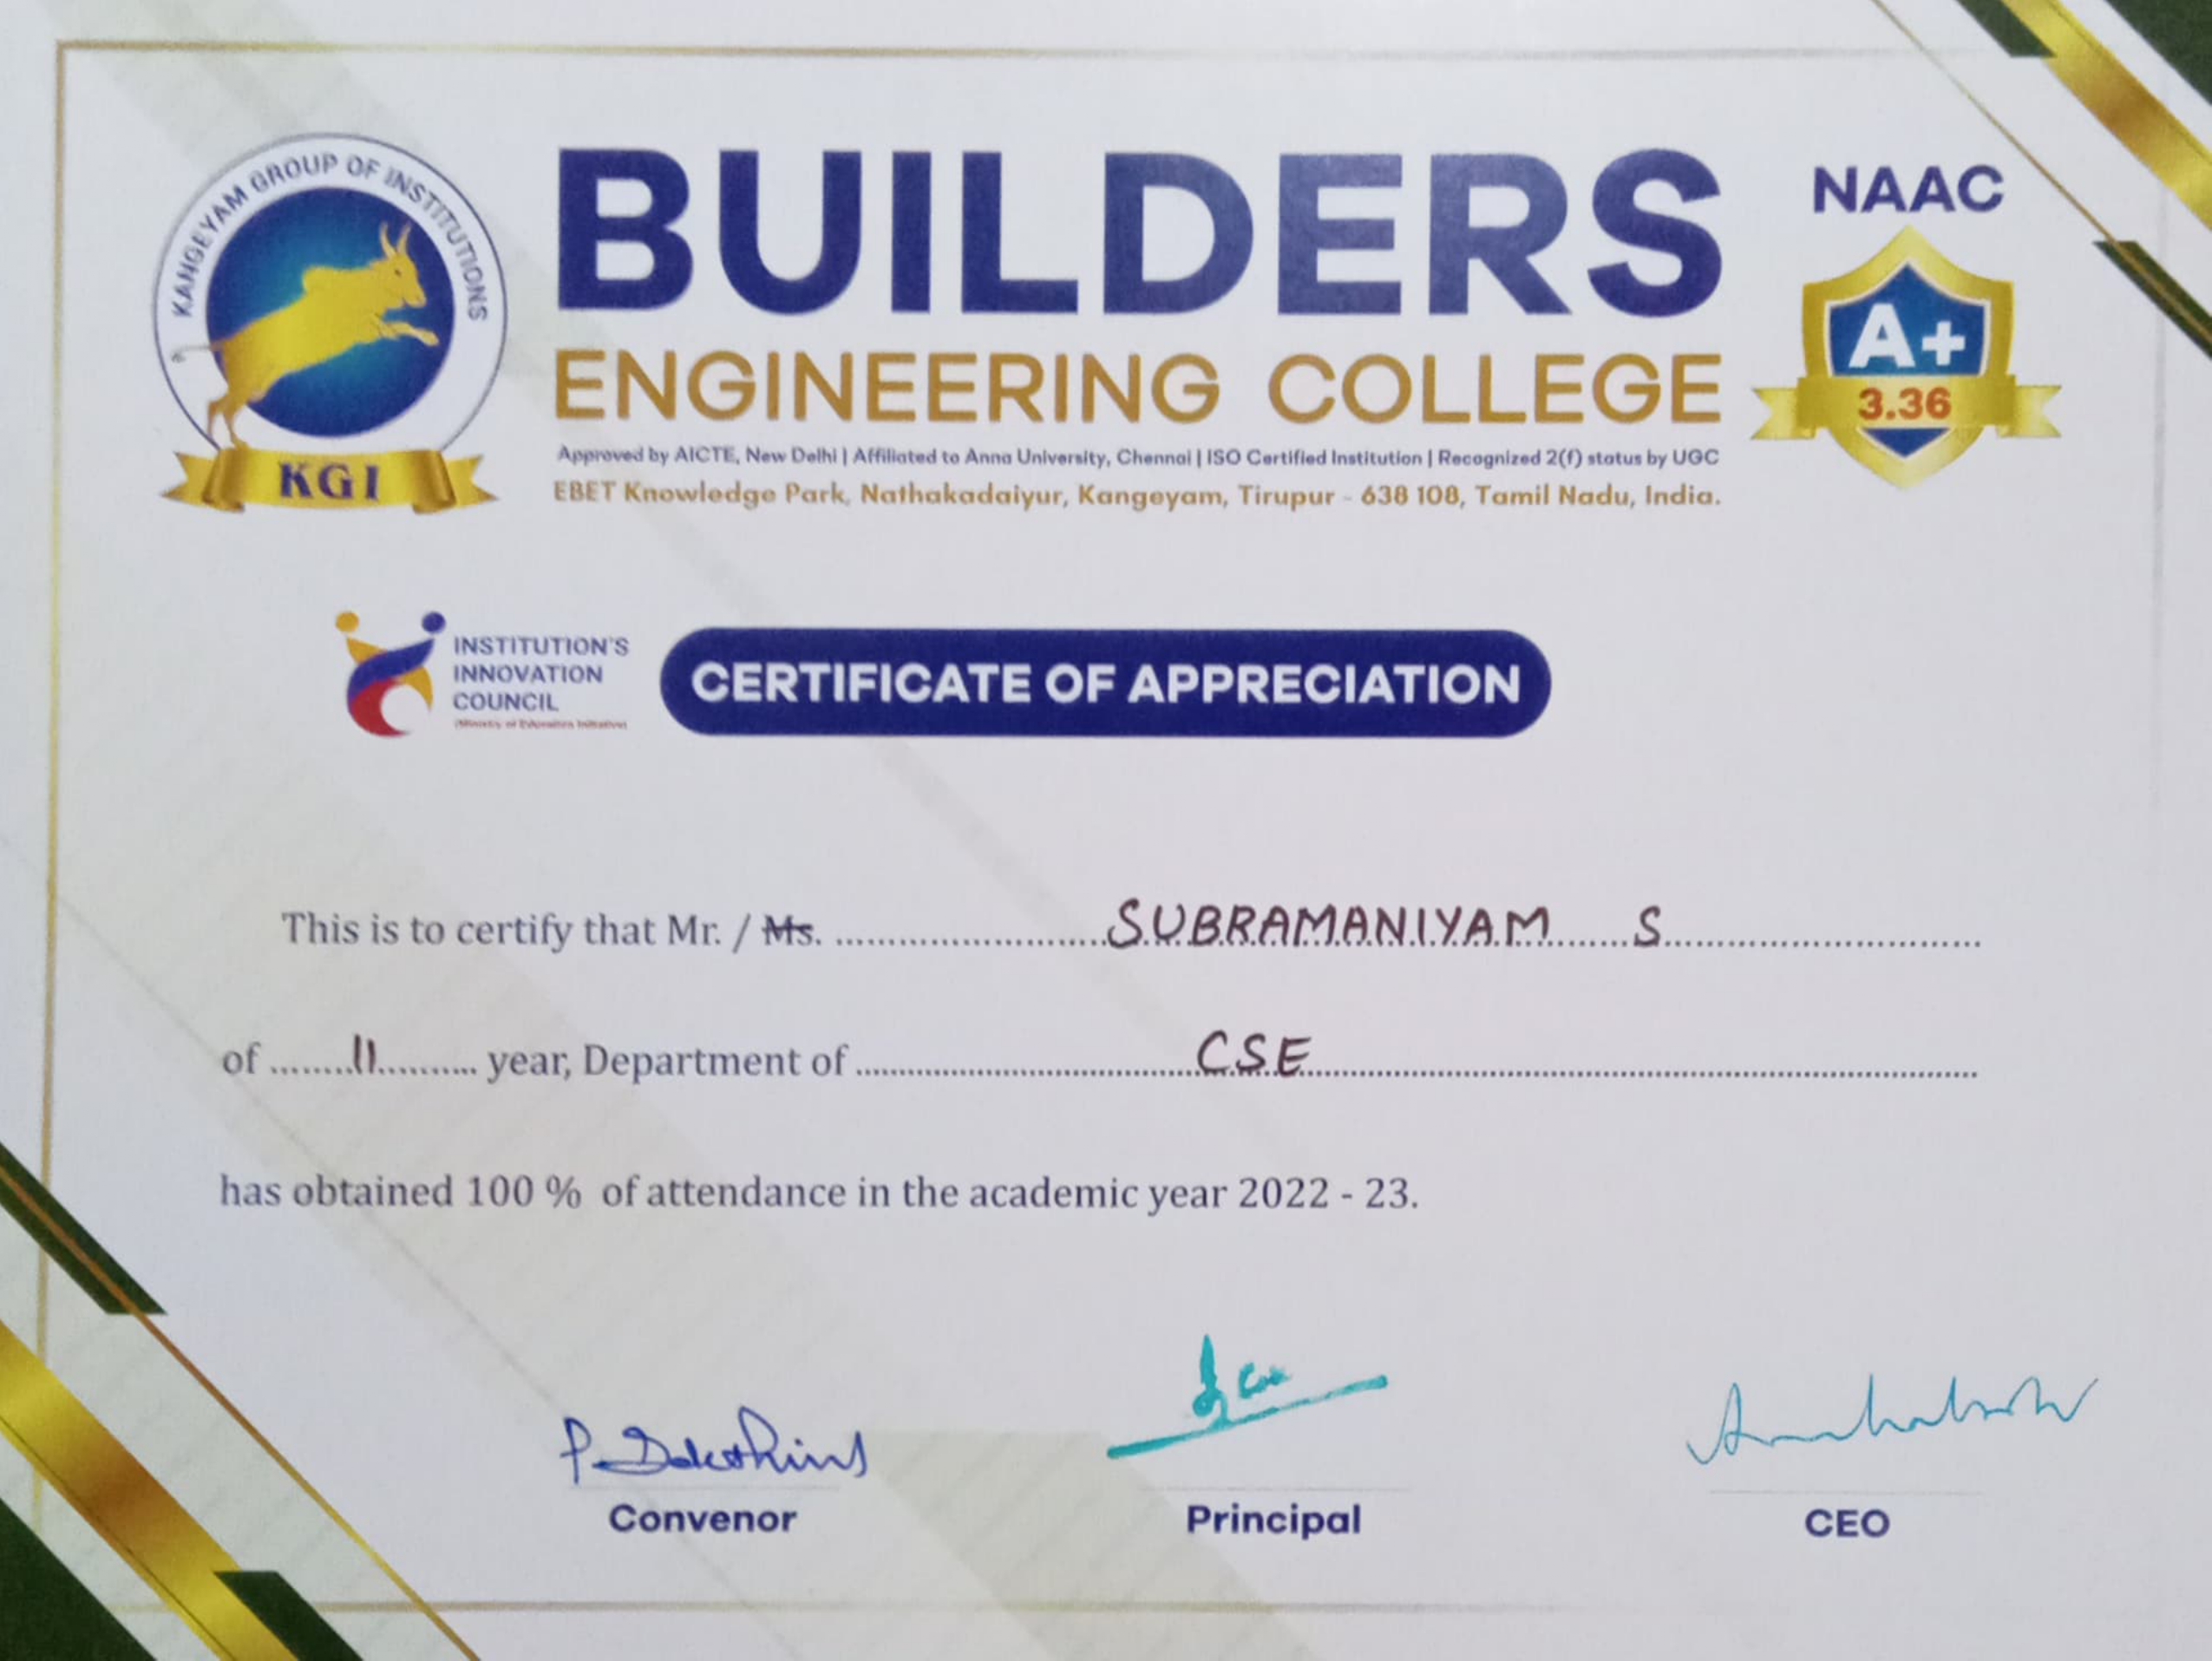 KANGEYAM GROUP OF INSTITUTIONS
KGI
BUILDERS
ENGINEERING COLLEGE
Approved by AICTE, New Delhi | Affiliated to Anna University, Chennai | ISO Certified Institution | Recognized 2(f) status by UGC
EBET Knowledge Park, Nathakadaiyur, Kangeyam, Tirupur - 638 108, Tamil Nadu, India.
NAAC
A+
3.36
INSTITUTION'S
INNOVATION
COUNCIL
(Ministry of Education Initiative)
CERTIFICATE OF APPRECIATION
This is to certify that Mr. / Ms. SUBRAMANIYAM S
of II year, Department of CSE
has obtained 100 % of attendance in the academic year 2022 - 23.
Convenor
Principal
CEO